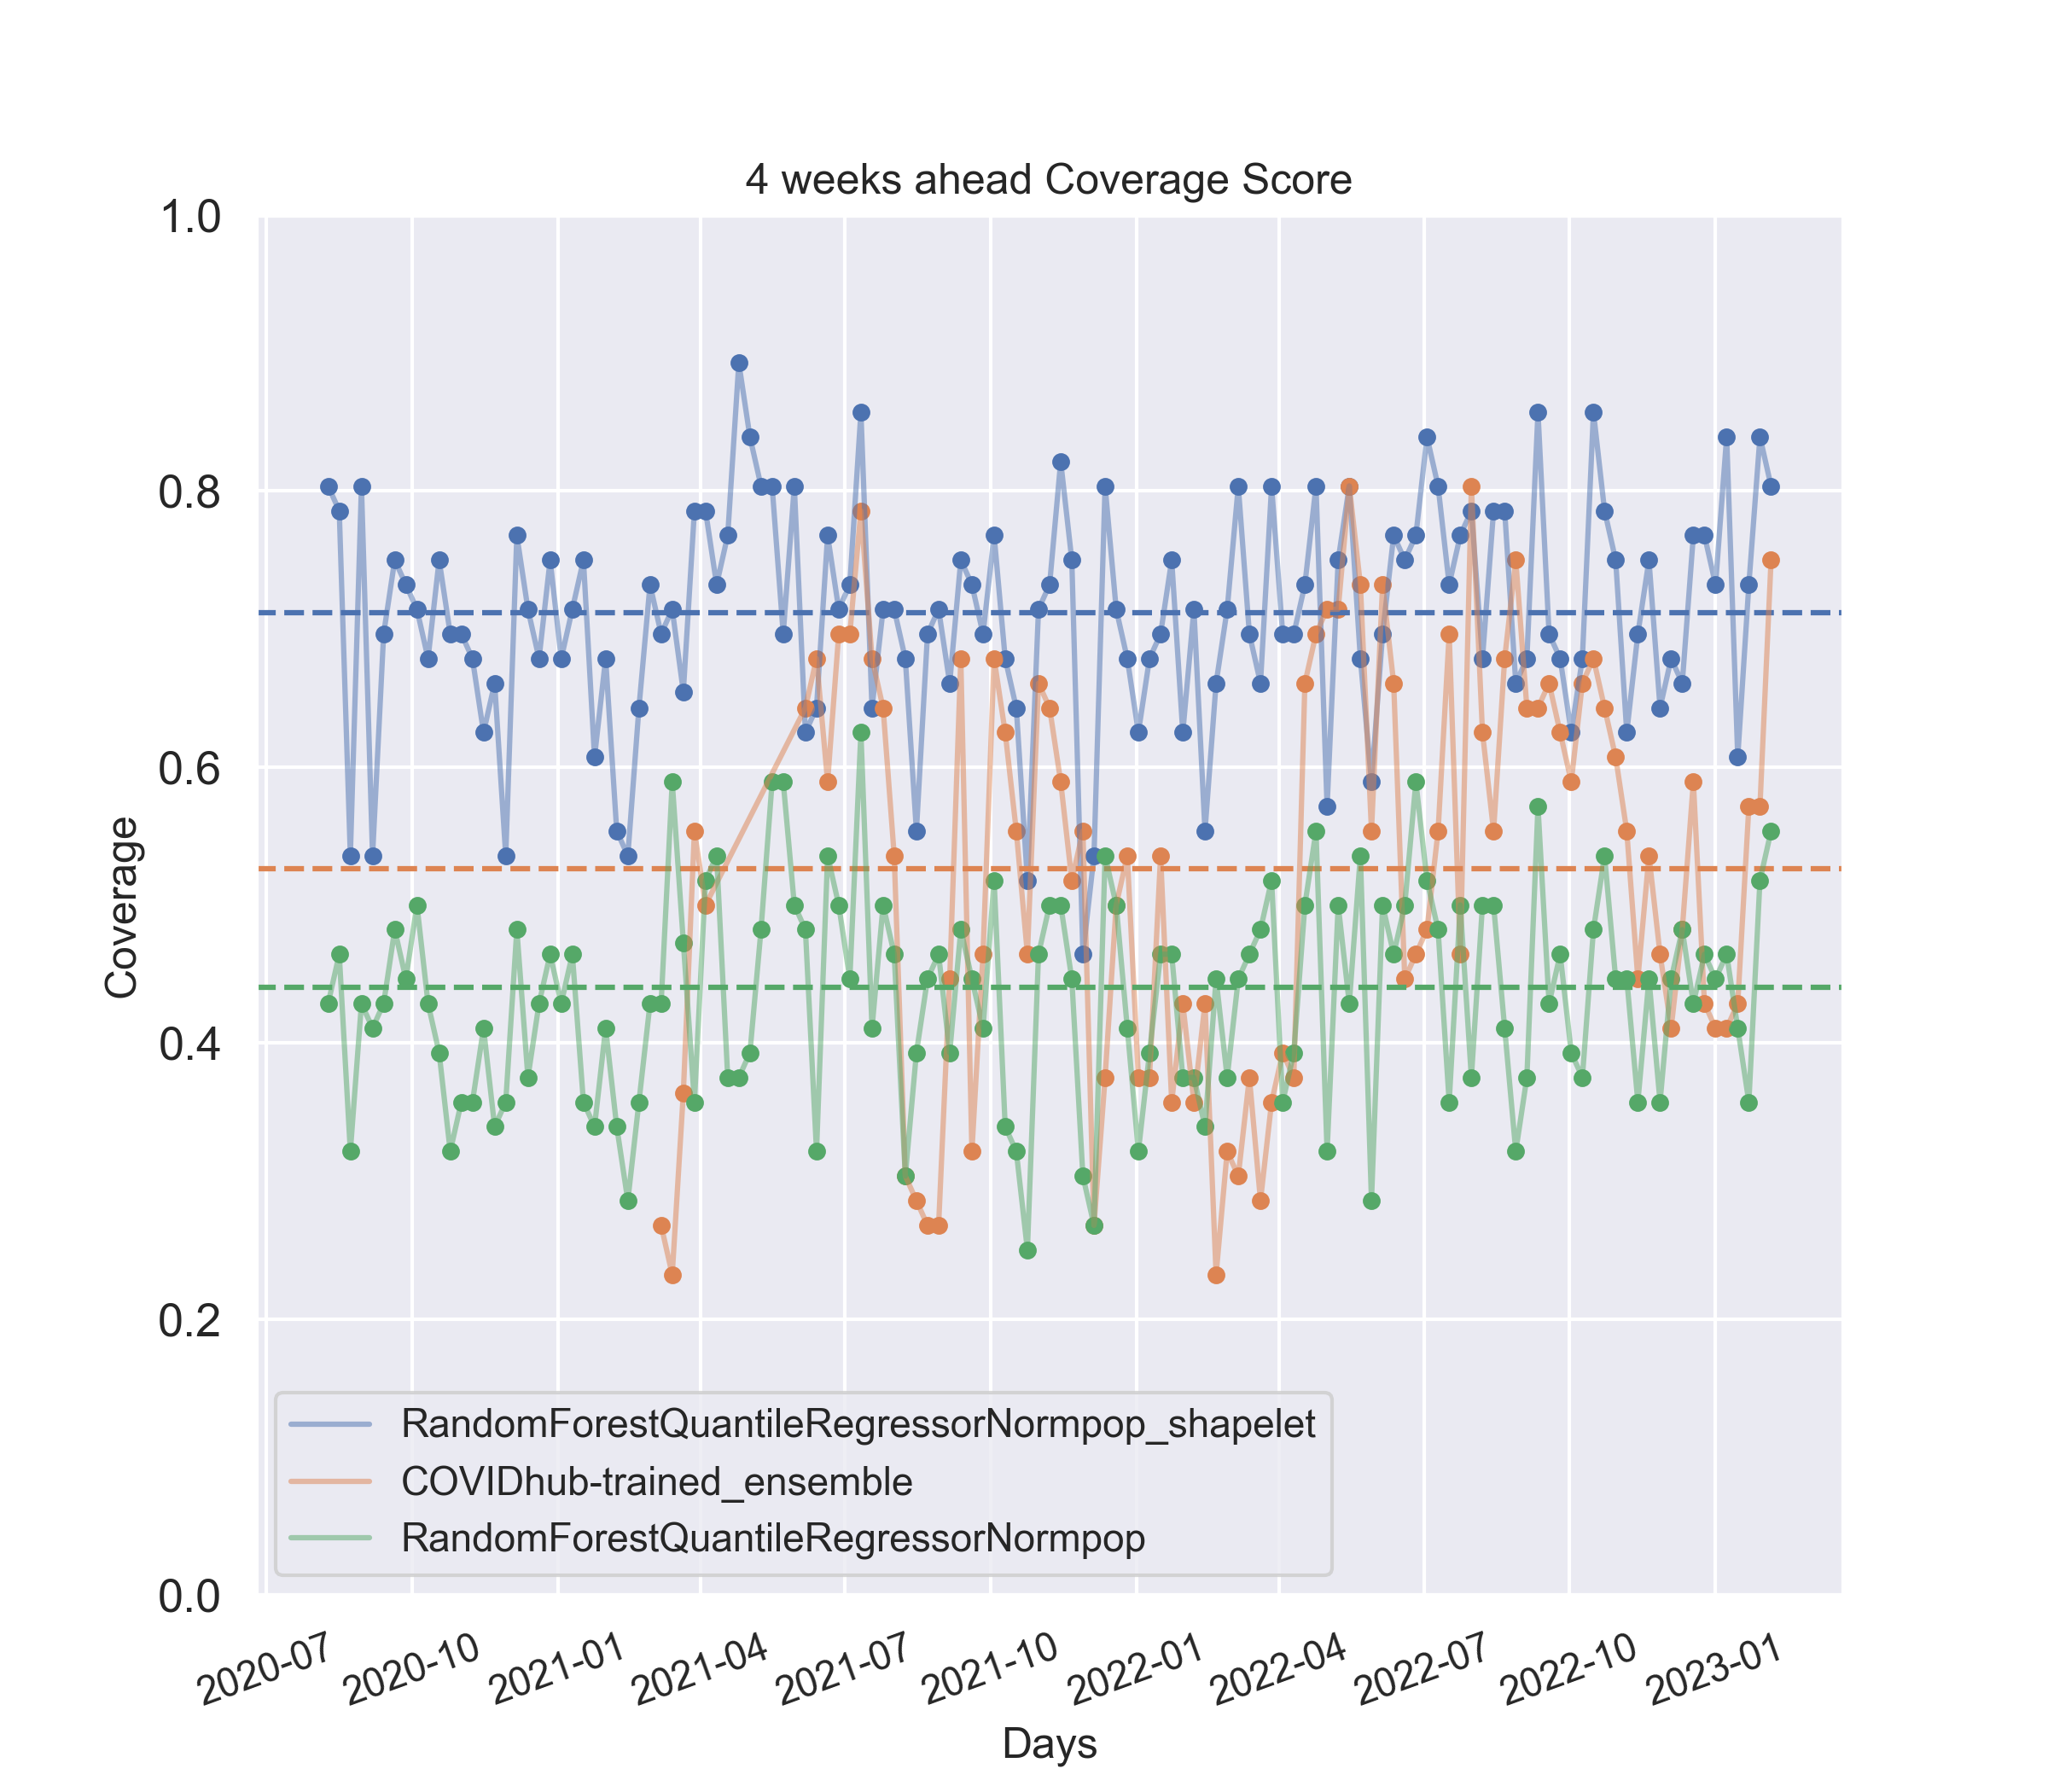 4 weeks ahead Coverage Score
1.0
0.8
0.6
0.4
0.2
0.0
Coverage
RandomForestQuantileRegressorNormpop_shapelet
COVIDhub-trained_ensemble
RandomForestQuantileRegressorNormpop
2020-07
2020-10
2021-01
2021-04
2021-07
2021-10
2022-01
2022-04
2022-07
2022-10
2023-01
Days